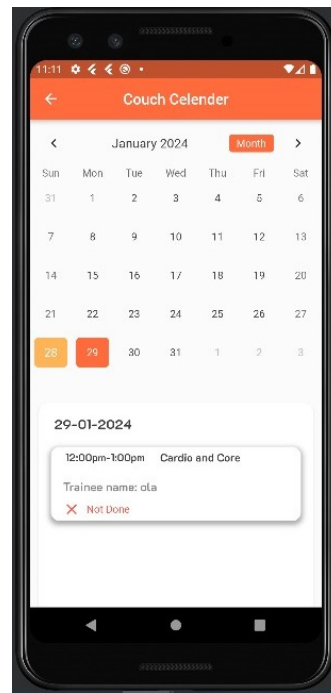 11:11
Couch Celender
January 2024 Month
Sun Mon Tue Wed Thu Fri Sat
31 1 2 3 4 5 6
7 8 9 10 11 12 13
14 15 16 17 18 19 20
21 22 23 24 25 26 27
28 29 30 31 1 2 3
29-01-2024
12:00pm-1:00pm Cardio and Core
Trainee name: ola
Not Done